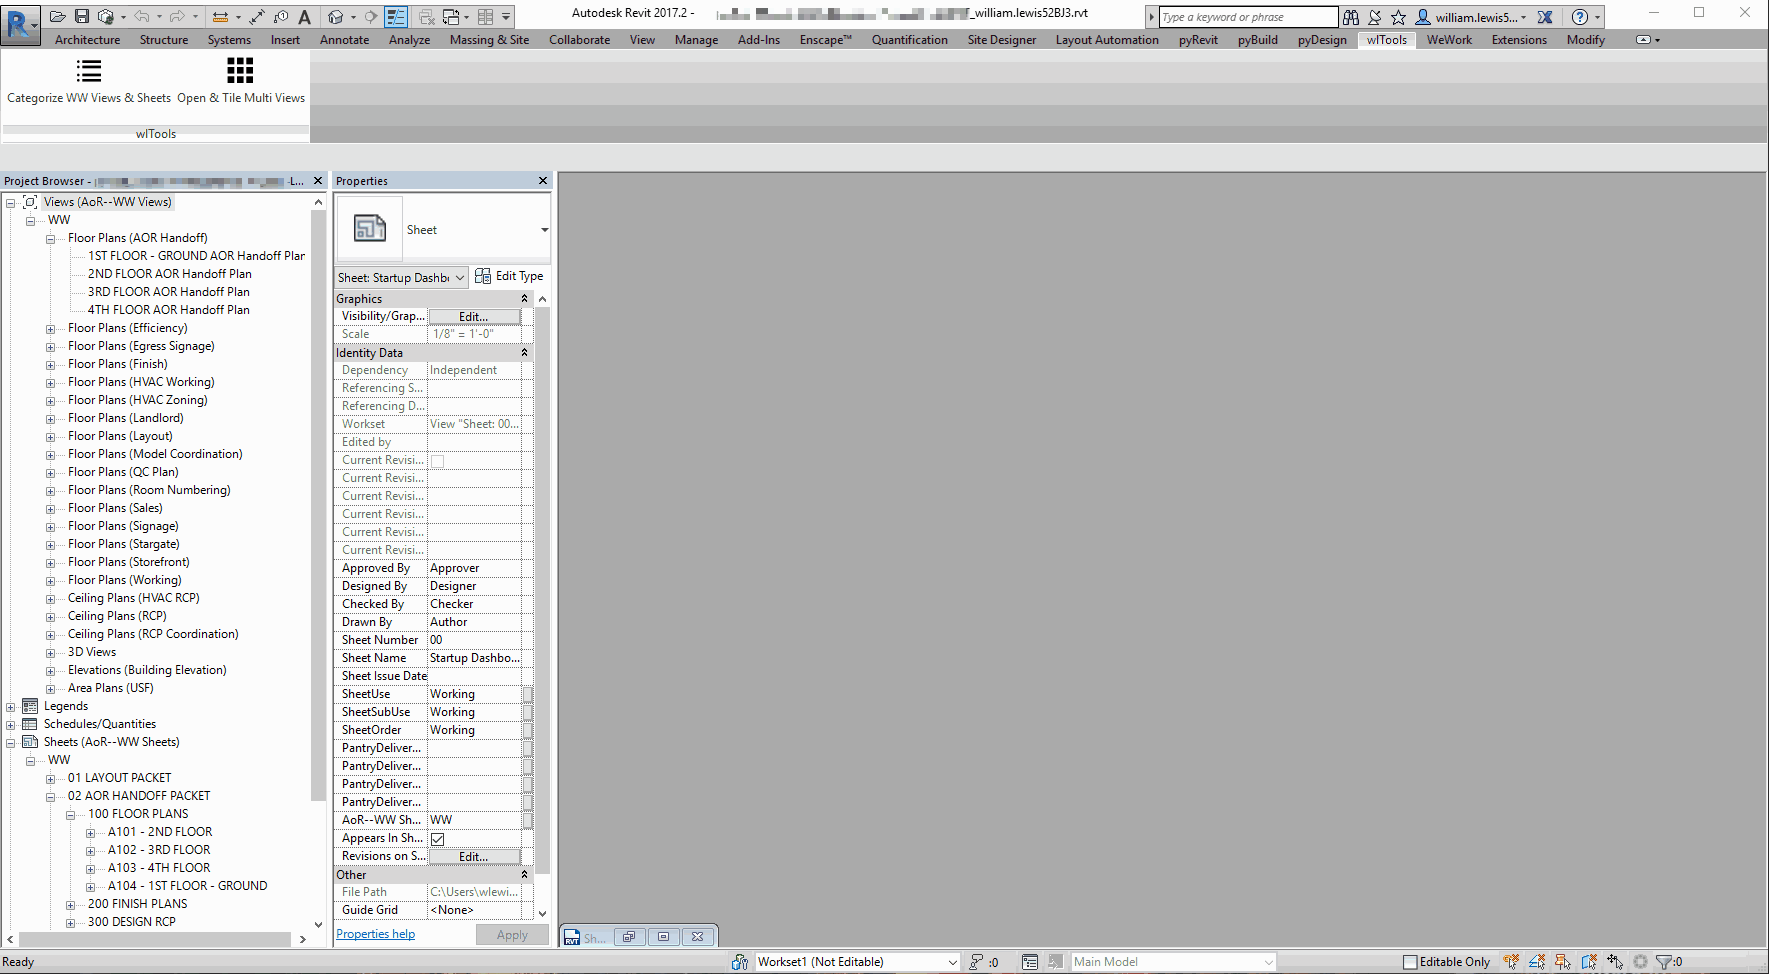 Autodesk Revit 2017.2 - _william.lewis52BJ3.rvt
Type a keyword or phrase
william.lewis5...
Architecture Structure Systems Insert Annotate Analyze Massing & Site Collaborate View Manage Add-Ins Enscape™ Quantification Site Designer Layout Automation pyRevit pyBuild pyDesign wlTools WeWork Extensions Modify
Categorize WW Views & Sheets Open & Tile Multi Views
wlTools
Project Browser - -L...
Views (AoR--WW Views)
WW
Floor Plans (AOR Handoff)
1ST FLOOR - GROUND AOR Handoff Plan
2ND FLOOR AOR Handoff Plan
3RD FLOOR AOR Handoff Plan
4TH FLOOR AOR Handoff Plan
Floor Plans (Efficiency)
Floor Plans (Egress Signage)
Floor Plans (Finish)
Floor Plans (HVAC Working)
Floor Plans (HVAC Zoning)
Floor Plans (Landlord)
Floor Plans (Layout)
Floor Plans (Model Coordination)
Floor Plans (QC Plan)
Floor Plans (Room Numbering)
Floor Plans (Sales)
Floor Plans (Signage)
Floor Plans (Stargate)
Floor Plans (Storefront)
Floor Plans (Working)
Ceiling Plans (HVAC RCP)
Ceiling Plans (RCP)
Ceiling Plans (RCP Coordination)
3D Views
Elevations (Building Elevation)
Area Plans (USF)
Legends
Schedules/Quantities
Sheets (AoR--WW Sheets)
WW
01 LAYOUT PACKET
02 AOR HANDOFF PACKET
100 FLOOR PLANS
A101 - 2ND FLOOR
A102 - 3RD FLOOR
A103 - 4TH FLOOR
A104 - 1ST FLOOR - GROUND
200 FINISH PLANS
300 DESIGN RCP
Properties
Sheet
Sheet: Startup Dashb Edit Type
Graphics
Visibility/Grap... Edit...
Scale 1/8" = 1'-0"
Identity Data
Dependency Independent
Referencing S...
Referencing D...
Workset View "Sheet: 00...
Edited by
Current Revisi...
Current Revisi...
Current Revisi...
Current Revisi...
Current Revisi...
Current Revisi...
Approved By Approver
Designed By Designer
Checked By Checker
Drawn By Author
Sheet Number 00
Sheet Name Startup Dashbo...
Sheet Issue Date
SheetUse Working
SheetSubUse Working
SheetOrder Working
PantryDeliver...
PantryDeliver...
PantryDeliver...
PantryDeliver...
AoR--WW Sh... WW
Appears In Sh...
Revisions on S... Edit...
Other
File Path C:\Users\wlewi...
Guide Grid <None>
Properties help Apply
RVT Sh...
Ready
Workset1 (Not Editable) :0 Main Model Editable Only :0